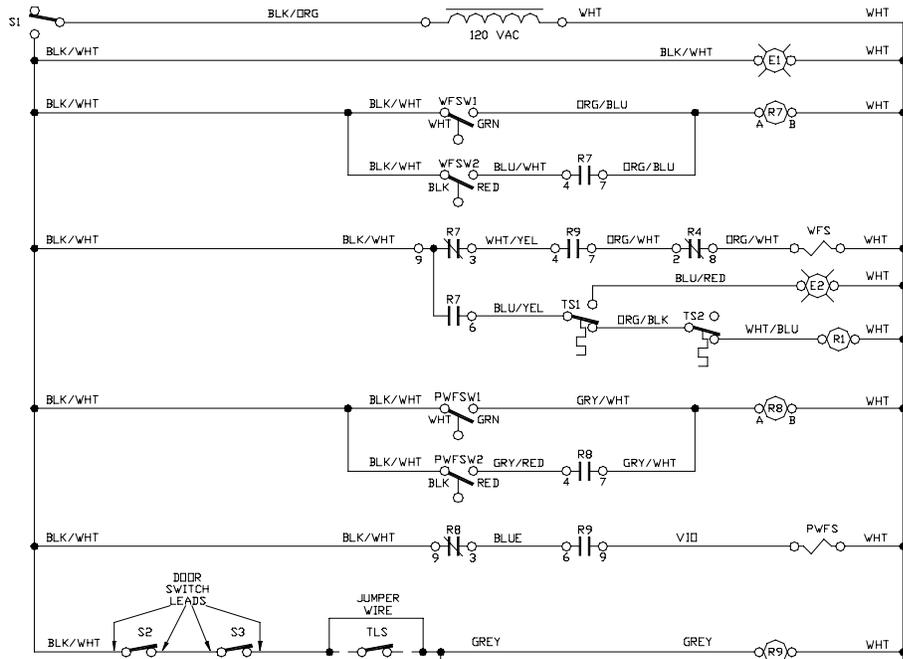 BLK/ORG WHT WHT
S1
120 VAC
BLK/WHT BLK/WHT E1 WHT
BLK/WHT BLK/WHT WFSW1 ORG/BLU R7 WHT
WHT GRN A B
BLK/WHT WFSW2 BLU/WHT R7 ORG/BLU
BLK RED 4 7
BLK/WHT BLK/WHT R7 WHT/YEL R9 ORG/WHT R4 ORG/WHT WFS WHT
9 3 4 7 2 8
BLU/RED E2 WHT
R7 BLU/YEL TS1
6
ORG/BLK TS2 WHT/BLU R1 WHT
BLK/WHT BLK/WHT PWFSW1 GRY/WHT R8 WHT
WHT GRN A B
BLK/WHT PWFSW2 GRY/RED R8 GRY/WHT
BLK RED 4 7
BLK/WHT BLK/WHT R8 BLUE R9 VIO PWFS WHT
9 3 6 9
DOOR
SWITCH
LEADS
JUMPER
WIRE
BLK/WHT S2 S3 TLS GREY GREY R9 WHT